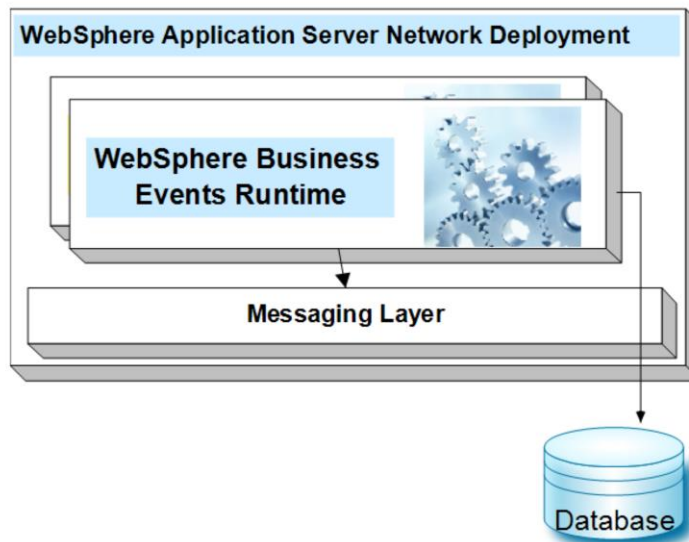 WebSphere Application Server Network Deployment
WebSphere Business
Events Runtime
Messaging Layer
Database